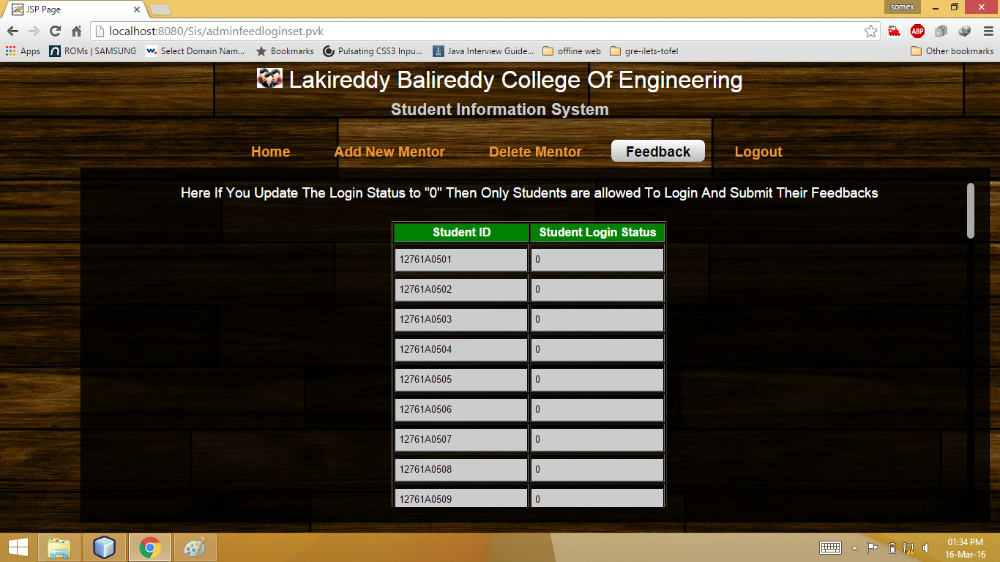 JSP Page
somex
localhost:8080/Sis/adminfeedloginset.pvk
ABP
Apps ROMs | SAMSUNG Select Domain Nam... Bookmarks Pulsating CSS3 Inpu... Java Interview Guide... offline web gre-ilets-tofel Other bookmarks
Lakireddy Balireddy College Of Engineering
Student Information System
Home Add New Mentor Delete Mentor Feedback Logout
Here If You Update The Login Status to "0" Then Only Students are allowed To Login And Submit Their Feedbacks
Student ID Student Login Status
12761A0501 0
12761A0502 0
12761A0503 0
12761A0504 0
12761A0505 0
12761A0506 0
12761A0507 0
12761A0508 0
12761A0509 0
01:34 PM
16-Mar-16